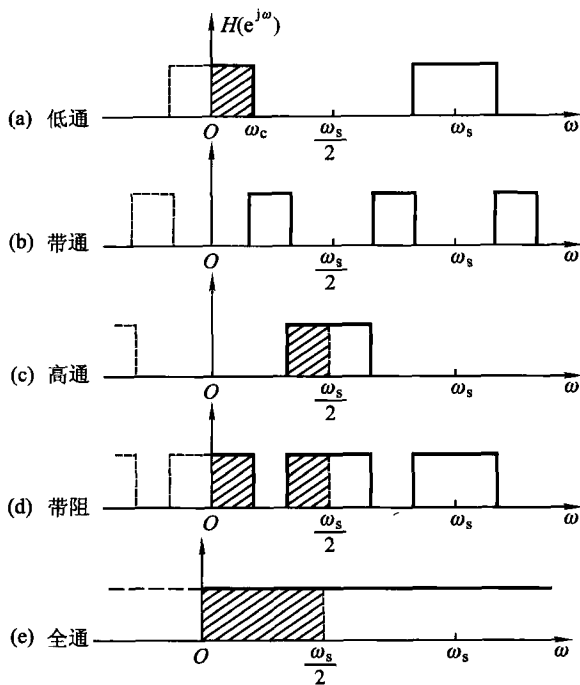 H(e^{jω})
(a) 低通
O ω_c ω_s/2 ω_s ω
(b) 带通
O ω_s/2 ω_s ω
(c) 高通
O ω_s/2 ω_s ω
(d) 带阻
O ω_s/2 ω_s ω
(e) 全通
O ω_s/2 ω_s ω